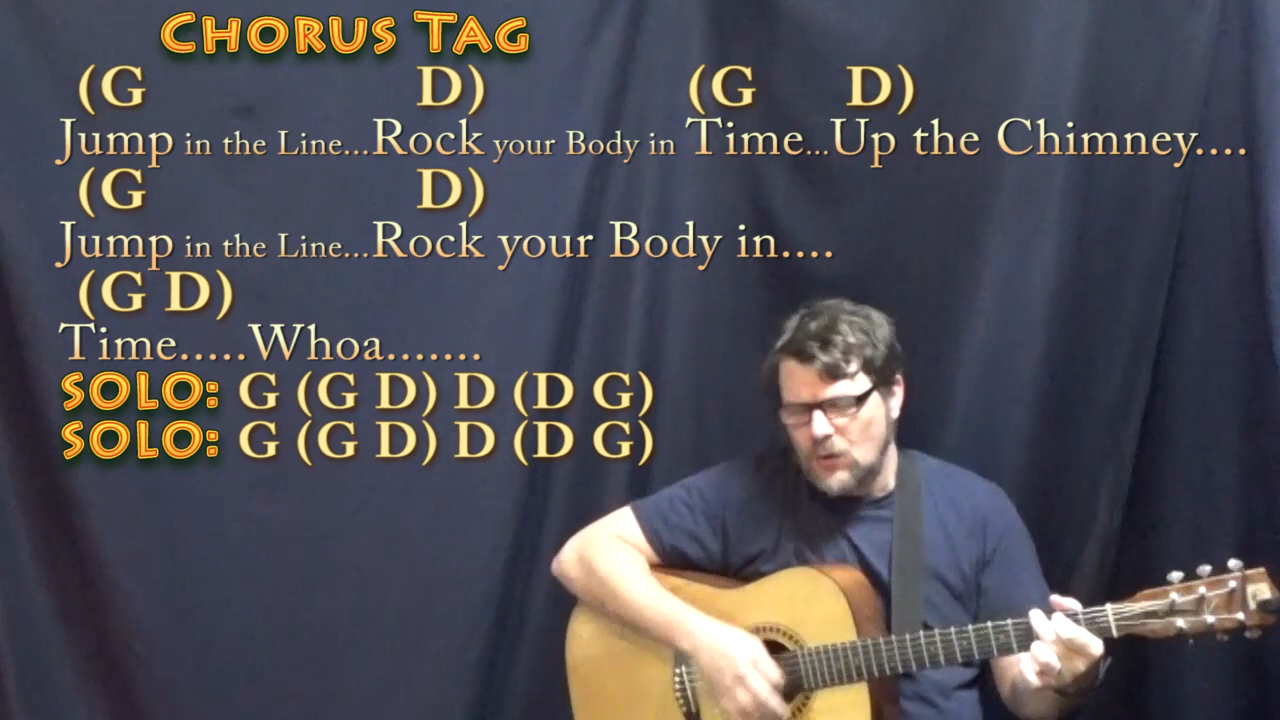 Chorus Tag
(G D) (G D)
Jump in the Line...Rock your Body in Time...Up the Chimney....
(G D)
Jump in the Line...Rock your Body in....
(G D)
Time.....Whoa.......
SOLO: G (G D) D (D G)
SOLO: G (G D) D (D G)